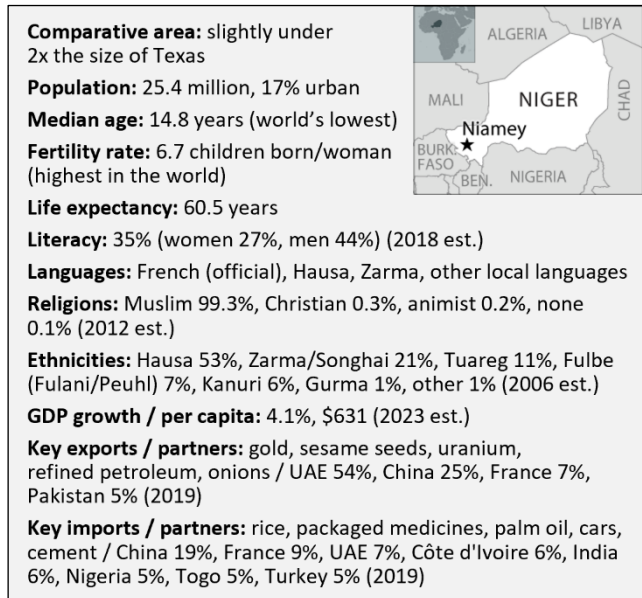 Comparative area: slightly under
2x the size of Texas
Population: 25.4 million, 17% urban
Median age: 14.8 years (world’s lowest)
Fertility rate: 6.7 children born/woman
(highest in the world)
Life expectancy: 60.5 years
Literacy: 35% (women 27%, men 44%) (2018 est.)
Languages: French (official), Hausa, Zarma, other local languages
Religions: Muslim 99.3%, Christian 0.3%, animist 0.2%, none
0.1% (2012 est.)
Ethnicities: Hausa 53%, Zarma/Songhai 21%, Tuareg 11%, Fulbe
(Fulani/Peuhl) 7%, Kanuri 6%, Gurma 1%, other 1% (2006 est.)
GDP growth / per capita: 4.1%, $631 (2023 est.)
Key exports / partners: gold, sesame seeds, uranium,
refined petroleum, onions / UAE 54%, China 25%, France 7%,
Pakistan 5% (2019)
Key imports / partners: rice, packaged medicines, palm oil, cars,
cement / China 19%, France 9%, UAE 7%, Côte d'Ivoire 6%, India
6%, Nigeria 5%, Togo 5%, Turkey 5% (2019)
LIBYA
ALGERIA
MALI
NIGER
CHAD
Niamey
BURK.
FASO
BEN.
NIGERIA